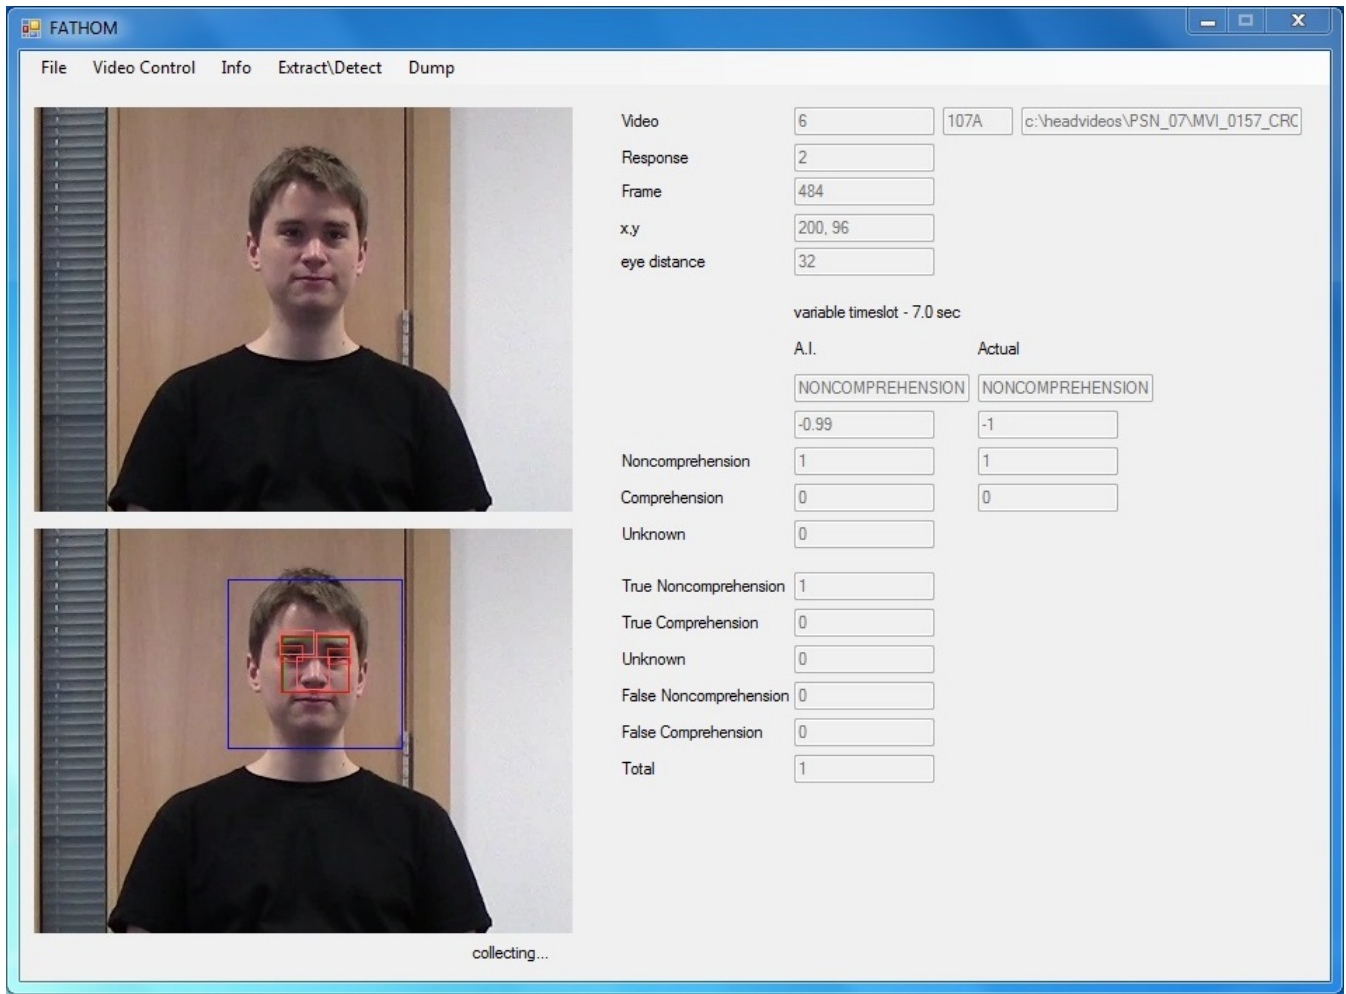 FATHOM
File Video Control Info Extract\Detect Dump
Video 6 107A c:\headvideos\PSN_07\MVI_0157_CRC
Response 2
Frame 484
x,y 200, 96
eye distance 32
variable timeslot - 7.0 sec
A.I. Actual
NONCOMPREHENSION NONCOMPREHENSION
-0.99 -1
Noncomprehension 1 1
Comprehension 0 0
Unknown 0
True Noncomprehension 1
True Comprehension 0
Unknown 0
False Noncomprehension 0
False Comprehension 0
Total 1
collecting...